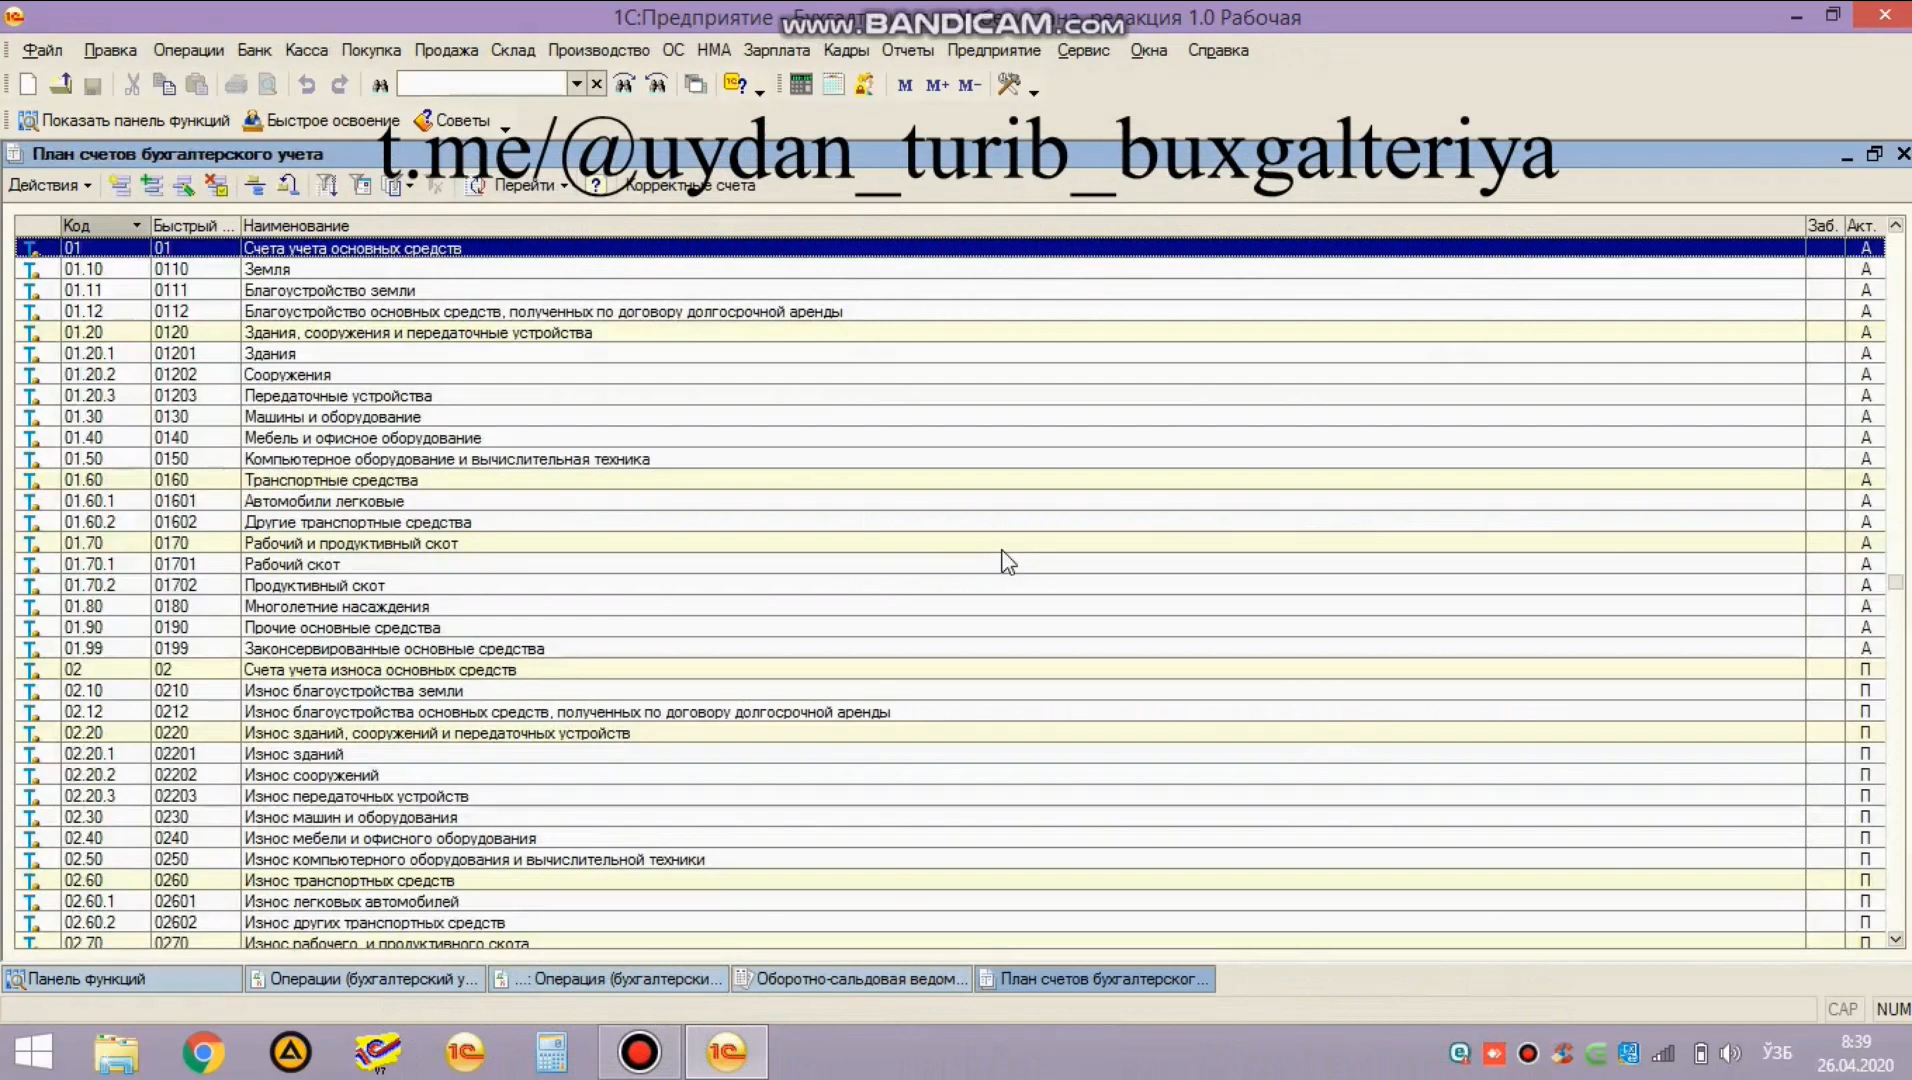 1С:Предприятие - Бухгалт
редакция 1.0 Рабочая
www.BANDICAM.com
Файл Правка Операции Банк Касса Покупка Продажа Склад Производство ОС НМА Зарплата Кадры Отчеты Предприятие Сервис Окна Справка
M M+ M-
Показать панель функций Быстрое освоение Советы
t.me/@uydan_turib_buxgalteriya
План счетов бухгалтерского учета
Действия Перейти ? Корректные счета
Код Быстрый ... Наименование Заб. Акт.
01 01 Счета учета основных средств А
01.10 0110 Земля А
01.11 0111 Благоустройство земли А
01.12 0112 Благоустройство основных средств, полученных по договору долгосрочной аренды А
01.20 0120 Здания, сооружения и передаточные устройства А
01.20.1 01201 Здания А
01.20.2 01202 Сооружения А
01.20.3 01203 Передаточные устройства А
01.30 0130 Машины и оборудование А
01.40 0140 Мебель и офисное оборудование А
01.50 0150 Компьютерное оборудование и вычислительная техника А
01.60 0160 Транспортные средства А
01.60.1 01601 Автомобили легковые А
01.60.2 01602 Другие транспортные средства А
01.70 0170 Рабочий и продуктивный скот А
01.70.1 01701 Рабочий скот А
01.70.2 01702 Продуктивный скот А
01.80 0180 Многолетние насаждения А
01.90 0190 Прочие основные средства А
01.99 0199 Законсервированные основные средства А
02 02 Счета учета износа основных средств П
02.10 0210 Износ благоустройства земли П
02.12 0212 Износ благоустройства основных средств, полученных по договору долгосрочной аренды П
02.20 0220 Износ зданий, сооружений и передаточных устройств П
02.20.1 02201 Износ зданий П
02.20.2 02202 Износ сооружений П
02.20.3 02203 Износ передаточных устройств П
02.30 0230 Износ машин и оборудования П
02.40 0240 Износ мебели и офисного оборудования П
02.50 0250 Износ компьютерного оборудования и вычислительной техники П
02.60 0260 Износ транспортных средств П
02.60.1 02601 Износ легковых автомобилей П
02.60.2 02602 Износ других транспортных средств П
02.70 0270 Износ рабочего и продуктивного скота П
Панель функций Операции (бухгалтерский у... ...: Операция (бухгалтерски... Оборотно-сальдовая ведом... План счетов бухгалтерског...
CAP NUM
ЎЗБ 8:39
26.04.2020